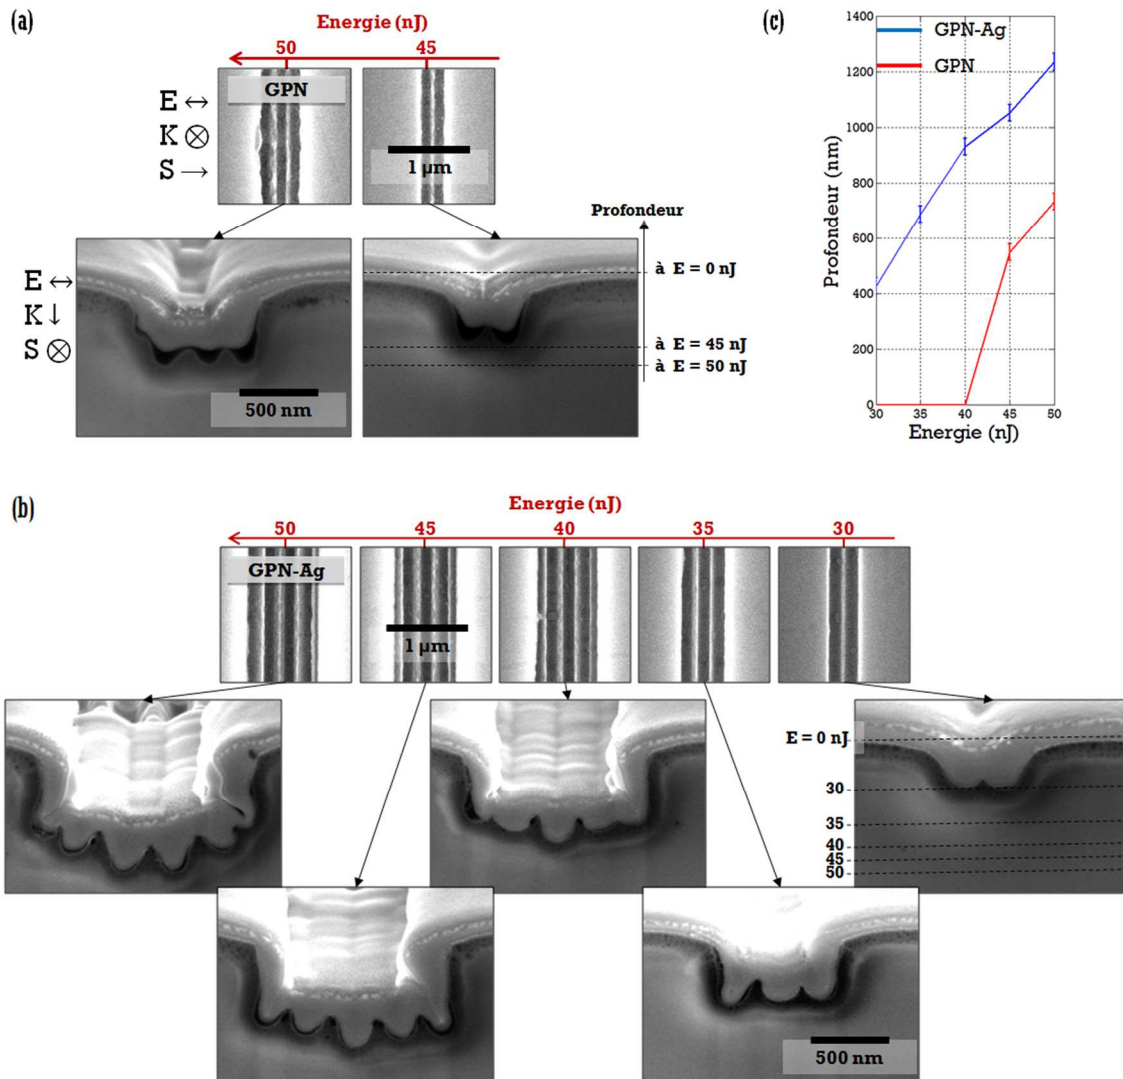 (a)
Energie (nJ)
50
45
GPN
E ↔
K ⊗
S →
1 µm
Profondeur
E ↔
K ↓
S ⊗
à E = 0 nJ
à E = 45 nJ
à E = 50 nJ
500 nm
(c)
1400
1200
1000
800
600
400
200
0
Profondeur (nm)
GPN-Ag
GPN
30
35
40
45
50
Energie (nJ)
(b)
Energie (nJ)
50
45
40
35
30
GPN-Ag
1 µm
E = 0 nJ
30
35
40
45
50
500 nm